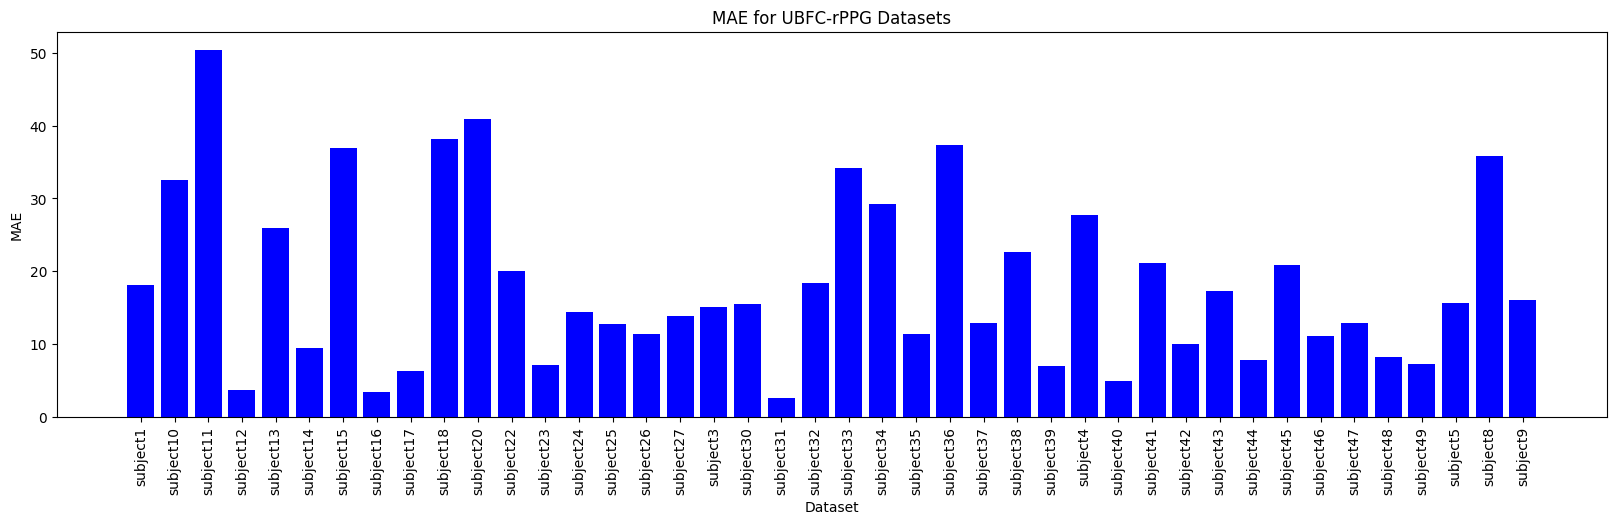 MAE for UBFC-rPPG Datasets
MAE
50
40
30
20
10
0
subject1
subject10
subject11
subject12
subject13
subject14
subject15
subject16
subject17
subject18
subject20
subject22
subject23
subject24
subject25
subject26
subject27
subject3
subject30
subject31
subject32
subject33
subject34
subject35
subject36
subject37
subject38
subject39
subject4
subject40
subject41
subject42
subject43
subject44
subject45
subject46
subject47
subject48
subject49
subject5
subject8
subject9
Dataset